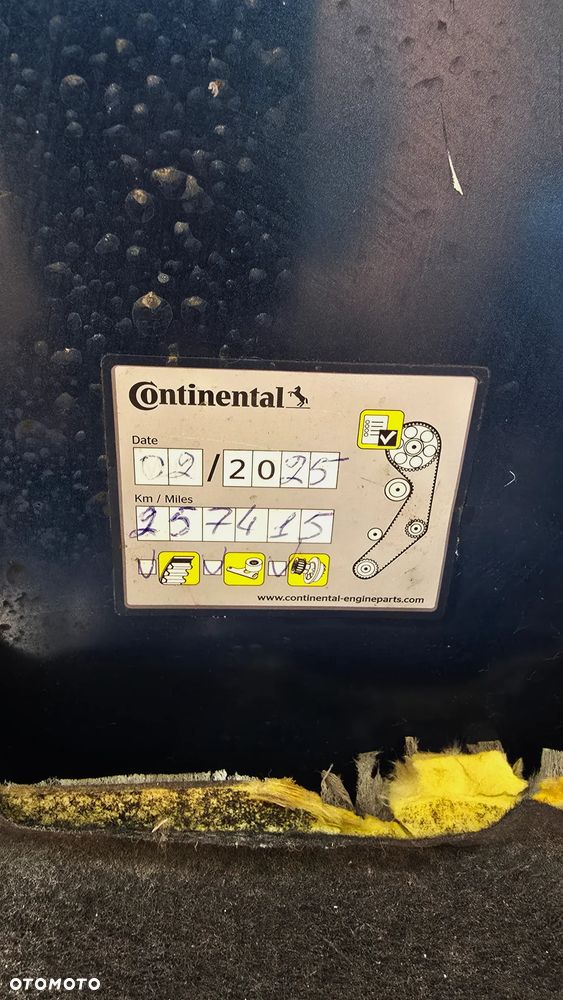 Continental
Date
02/2025
Km / Miles
257415
www.continental-engineparts.com
OTOMOTO